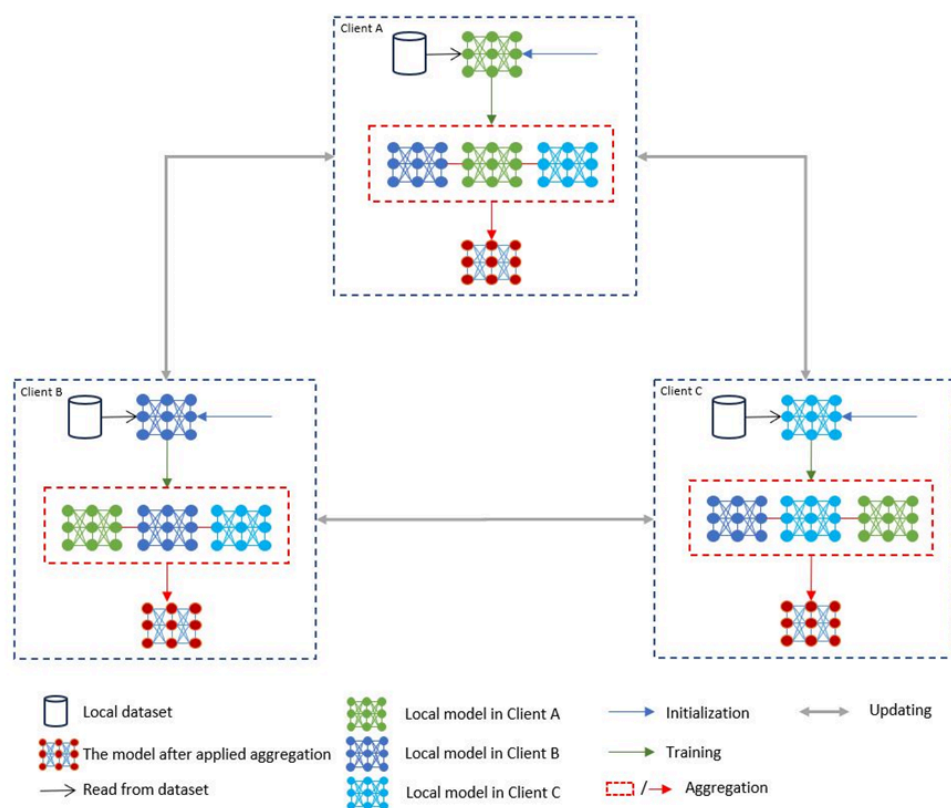 Client A
Client B
Client C
Local dataset
The model after applied aggregation
Read from dataset
Local model in Client A
Local model in Client B
Local model in Client C
Initialization
Training
/
Aggregation
Updating